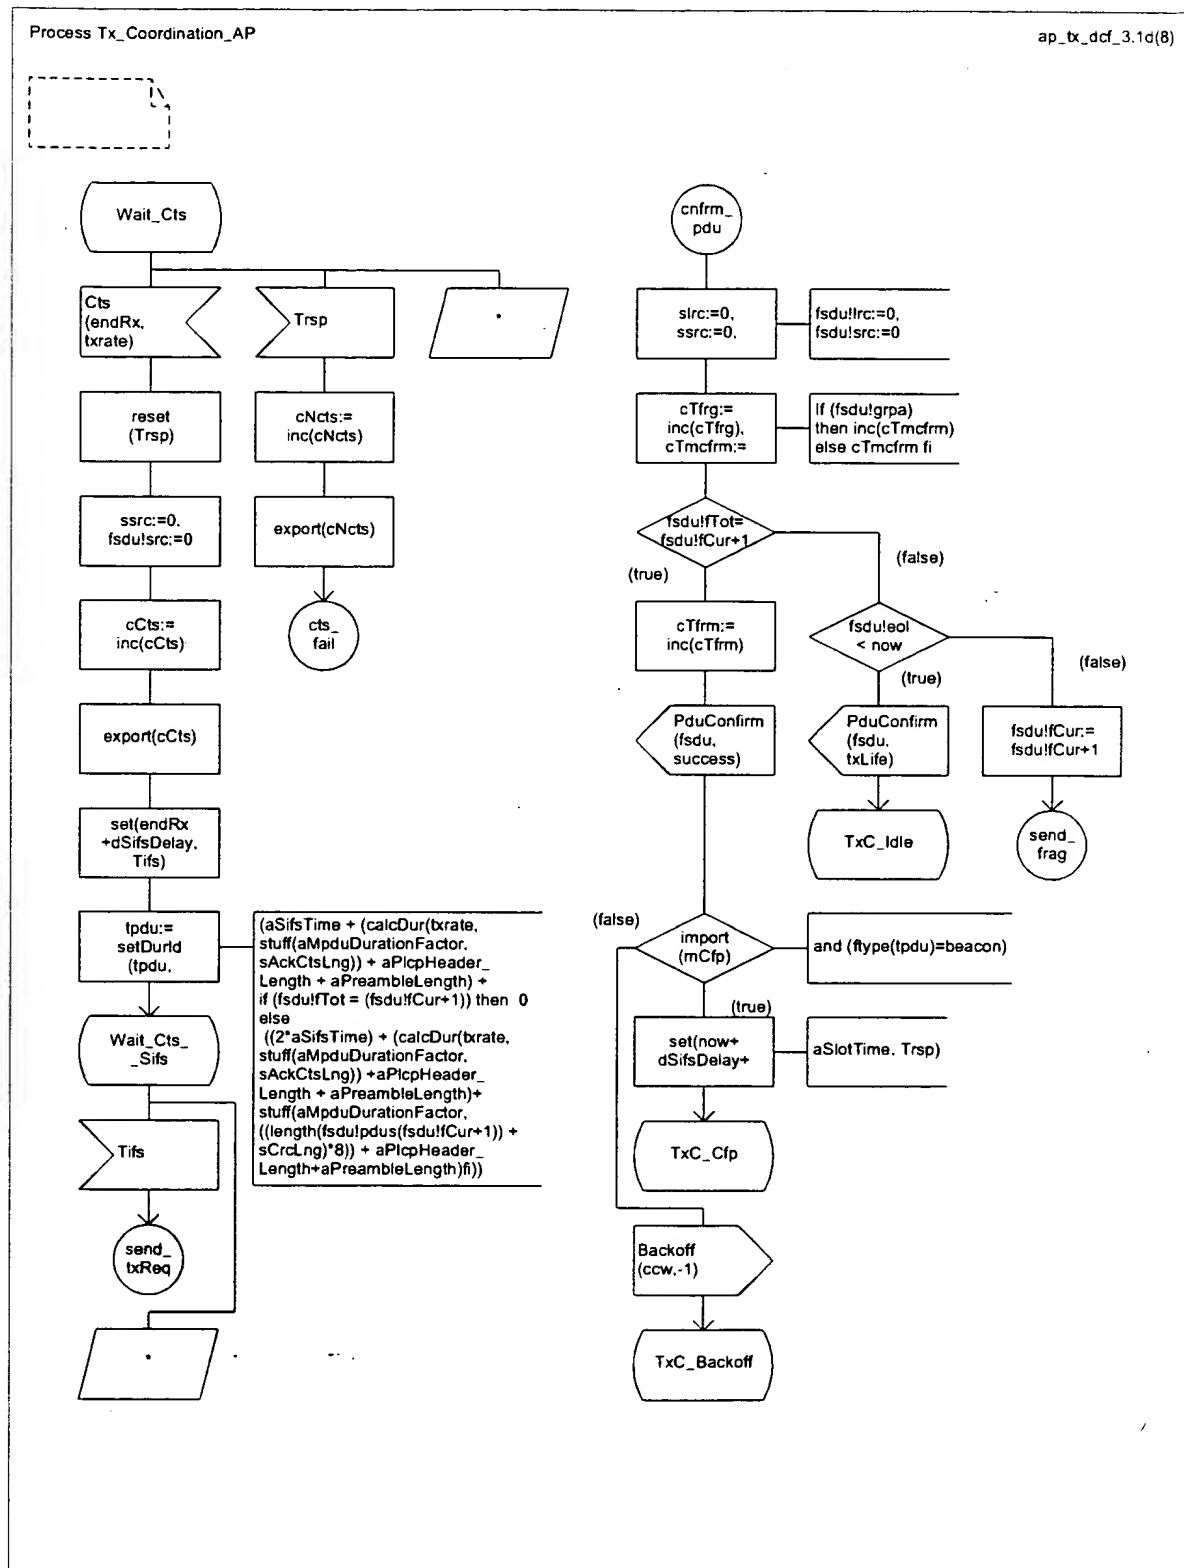 Process Tx_Coordination_AP
ap_tx_dcf_3.1d(8)
Wait_Cts
Cts
(endRx,
txrate)
Trsp
*
reset
(Trsp)
cNcts:=
inc(cNcts)
ssrc:=0,
fsdu!src:=0
export(cNcts)
cCts:=
inc(cCts)
cts_
fail
export(cCts)
set(endRx
+dSifsDelay,
Tifs)
tpdu:=
setDurId
(tpdu,
(aSifsTime + (calcDur(txrate,
stuff(aMpduDurationFactor,
sAckCtsLng)) + aPlcpHeader_
Length + aPreambleLength) +
if (fsdu!fTot = (fsdu!fCur+1)) then 0
else
((2*aSifsTime) + (calcDur(txrate,
stuff(aMpduDurationFactor,
sAckCtsLng)) +aPlcpHeader_
Length + aPreambleLength)+
stuff(aMpduDurationFactor,
((length(fsdu!pdus(fsdu!fCur+1)) +
sCrcLng)*8)) + aPlcpHeader_
Length+aPreambleLength)fi))
Wait_Cts_
_Sifs
Tifs
send_
txReq
*
cnfrm_
pdu
slrc:=0,
ssrc:=0,
fsdu!lrc:=0,
fsdu!src:=0
cTfrg:=
inc(cTfrg),
cTmcfrm:=
If (fsdu!grpa)
then inc(cTmcfrm)
else cTmcfrm fi
fsdu!fTot=
fsdu!fCur+1
(true)
(false)
cTfrm:=
inc(cTfrm)
fsdu!eol
< now
(true)
(false)
PduConfirm
(fsdu,
success)
PduConfirm
(fsdu,
txLife)
fsdu!fCur:=
fsdu!fCur+1
TxC_Idle
send_
frag
(false)
import
(mCfp)
and (ftype(tpdu)=beacon)
(true)
set(now+
dSifsDelay+
aSlotTime, Trsp)
TxC_Cfp
Backoff
(ccw,-1)
TxC_Backoff